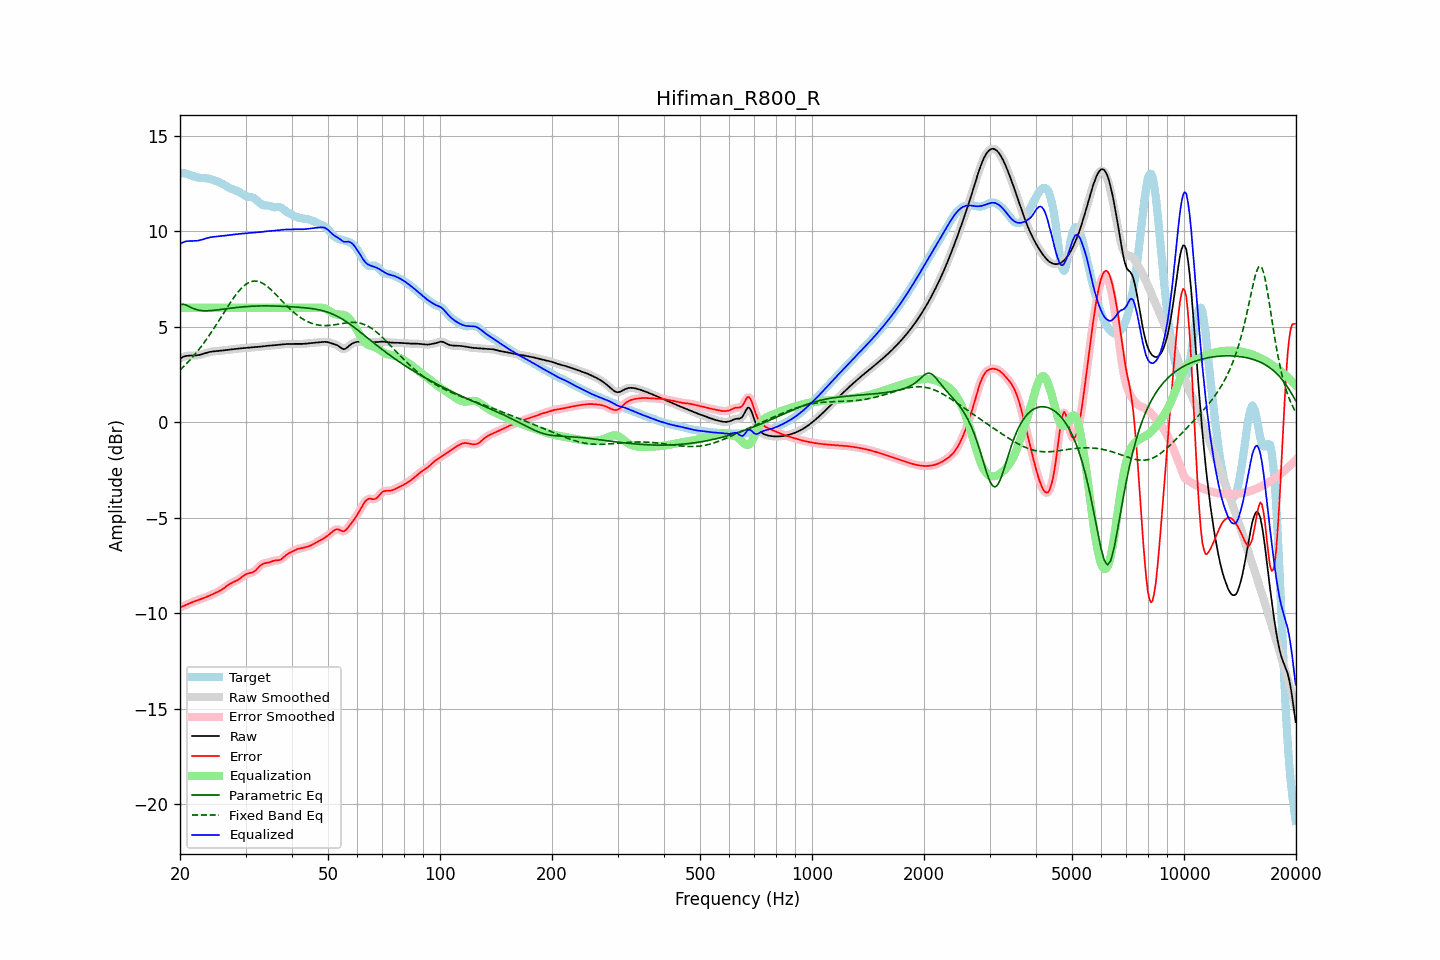 Hifiman_R800_R
Amplitude (dBr)
15
10
5
0
−5
−10
−15
−20
Target
Raw Smoothed
Error Smoothed
Raw
Error
Equalization
Parametric Eq
Fixed Band Eq
Equalized
20 50 100 200 500 1000 2000 5000 10000 20000
Frequency (Hz)